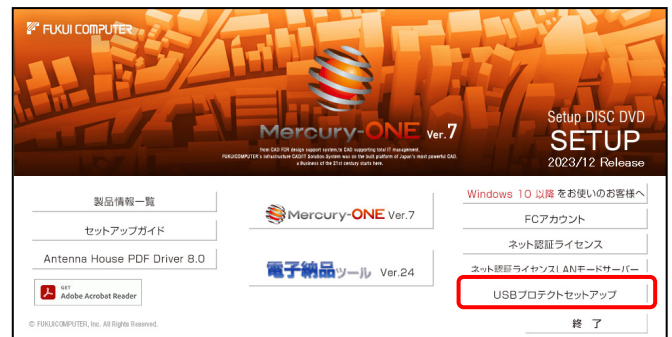 FUKUI COMPUTER
Mercury-ONE Ver.7
from CAD FOR design support system, to CAD supporting total IT management.
FUKUICOMPUTER's infrastructure CAD/IT Solution System was on the built platform of Japan's most powerful CAD.
a Business of the 21st century starts here.
Setup DISC DVD
SETUP
2023/12 Release
製品情報一覧
セットアップガイド
Antenna House PDF Driver 8.0
GET
Adobe Acrobat Reader
Mercury-ONE Ver.7
電子納品ツール Ver.24
Windows 10 以降 をお使いのお客様へ
FCアカウント
ネット認証ライセンス
ネット認証ライセンスLANモードサーバー
USBプロテクトセットアップ
終 了
© FUKUICOMPUTER, Inc. All Rights Reserved.